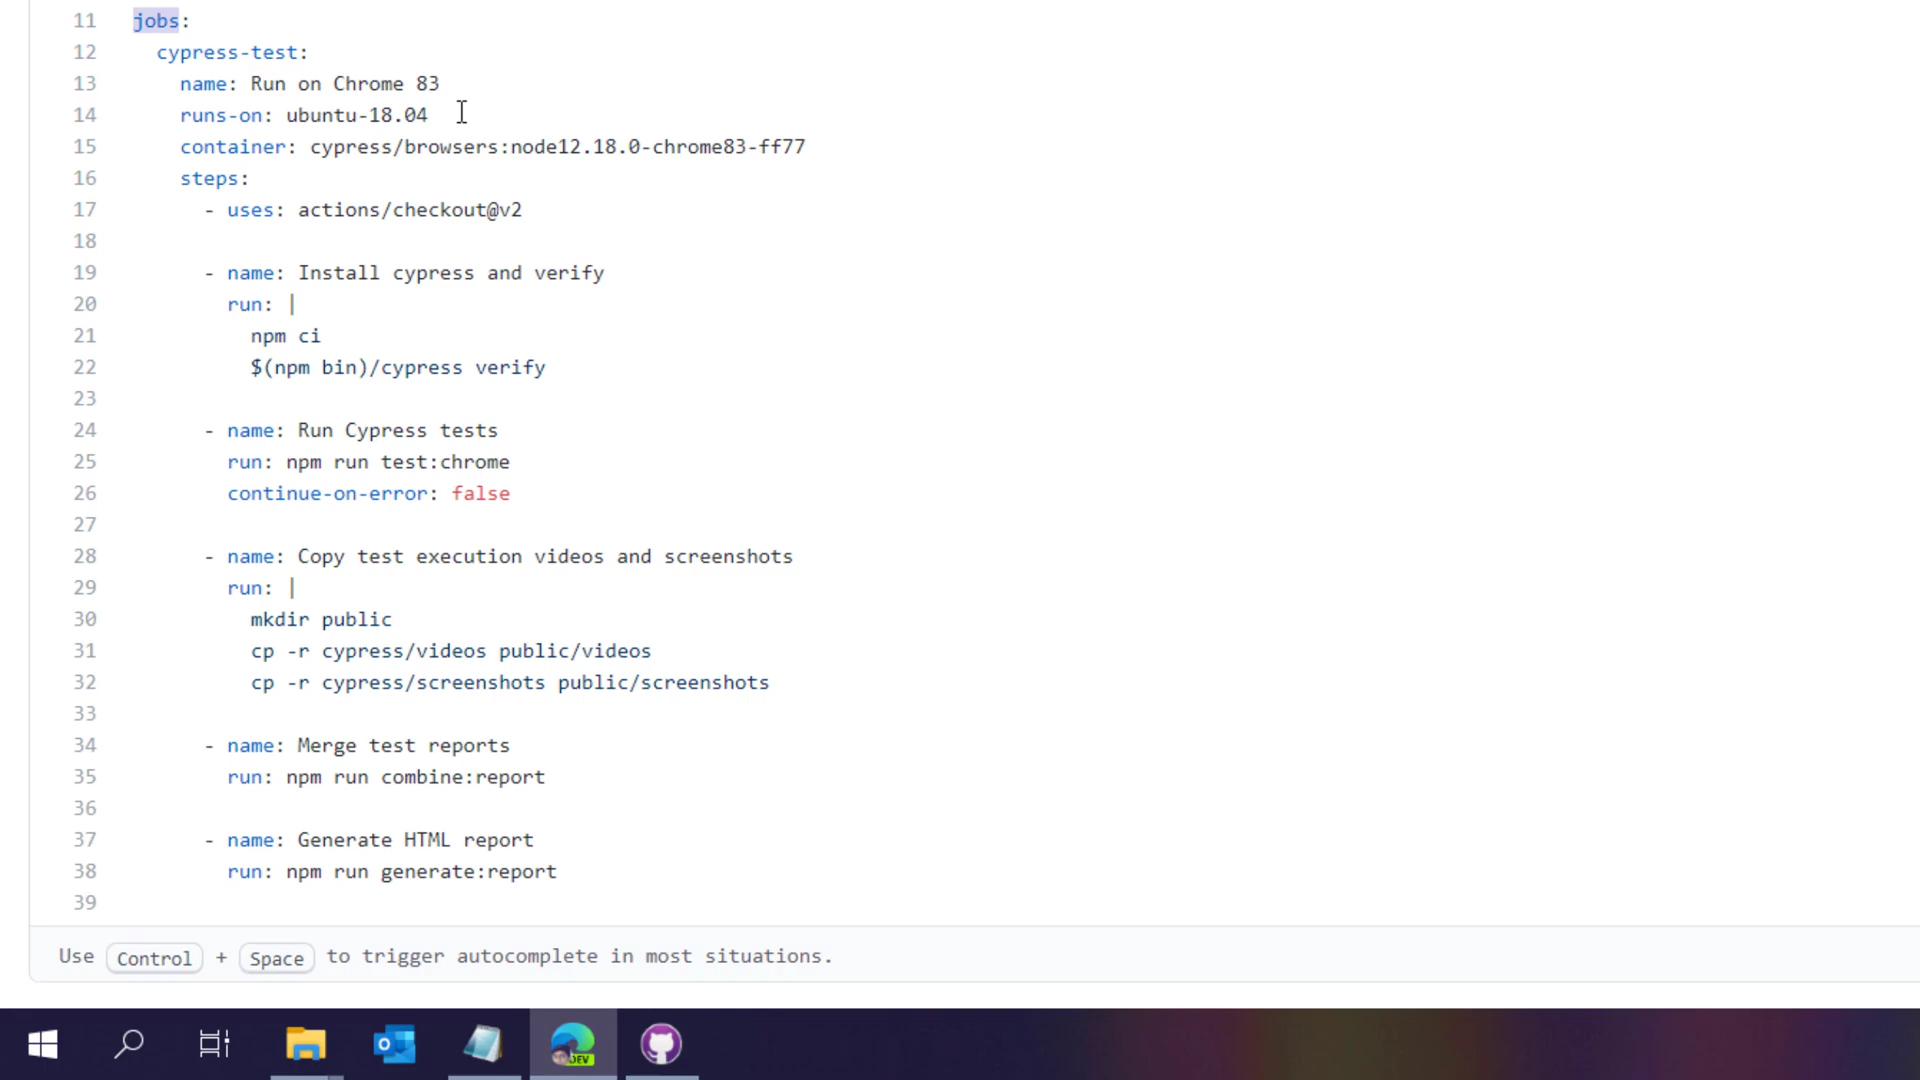 11 jobs:
12 cypress-test:
13 name: Run on Chrome 83
14 runs-on: ubuntu-18.04
15 container: cypress/browsers:node12.18.0-chrome83-ff77
16 steps:
17 - uses: actions/checkout@v2
18
19 - name: Install cypress and verify
20 run: |
21 npm ci
22 $(npm bin)/cypress verify
23
24 - name: Run Cypress tests
25 run: npm run test:chrome
26 continue-on-error: false
27
28 - name: Copy test execution videos and screenshots
29 run: |
30 mkdir public
31 cp -r cypress/videos public/videos
32 cp -r cypress/screenshots public/screenshots
33
34 - name: Merge test reports
35 run: npm run combine:report
36
37 - name: Generate HTML report
38 run: npm run generate:report
39
Use Control + Space to trigger autocomplete in most situations.
DEV